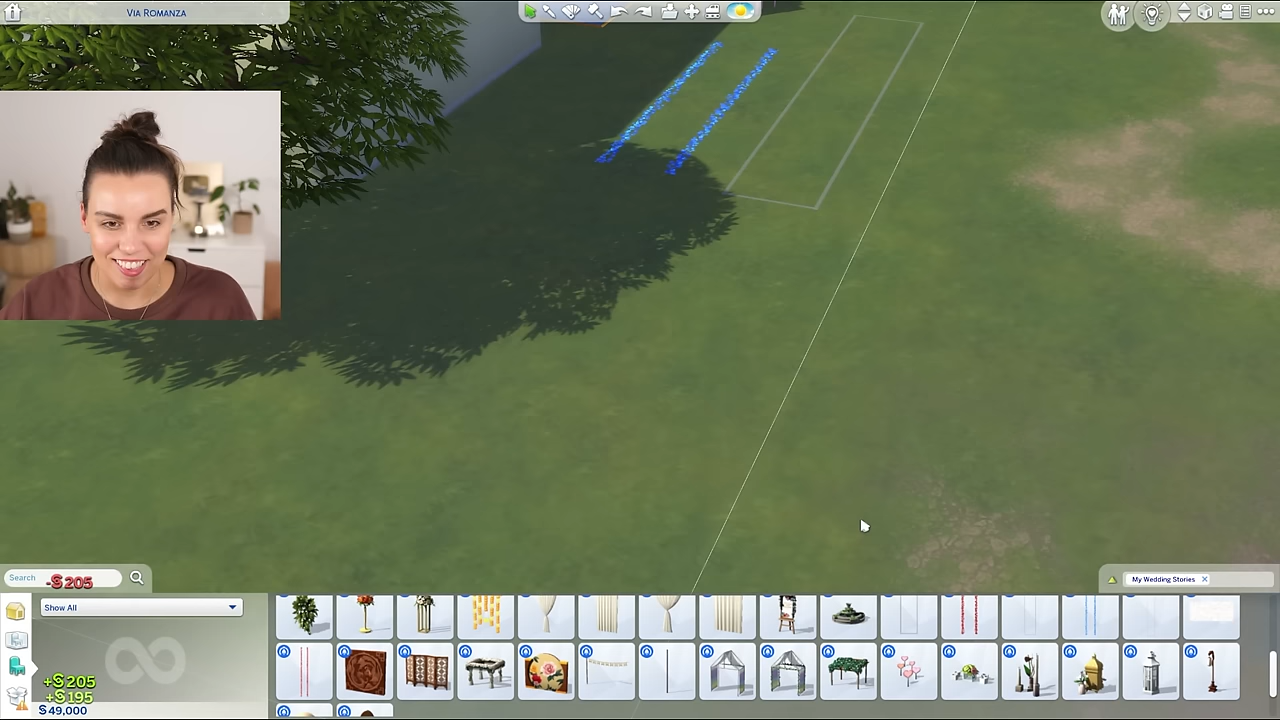 Via Romanza
Search
-§205
My Wedding Stories
Show All
+§205
+§195
§49,000